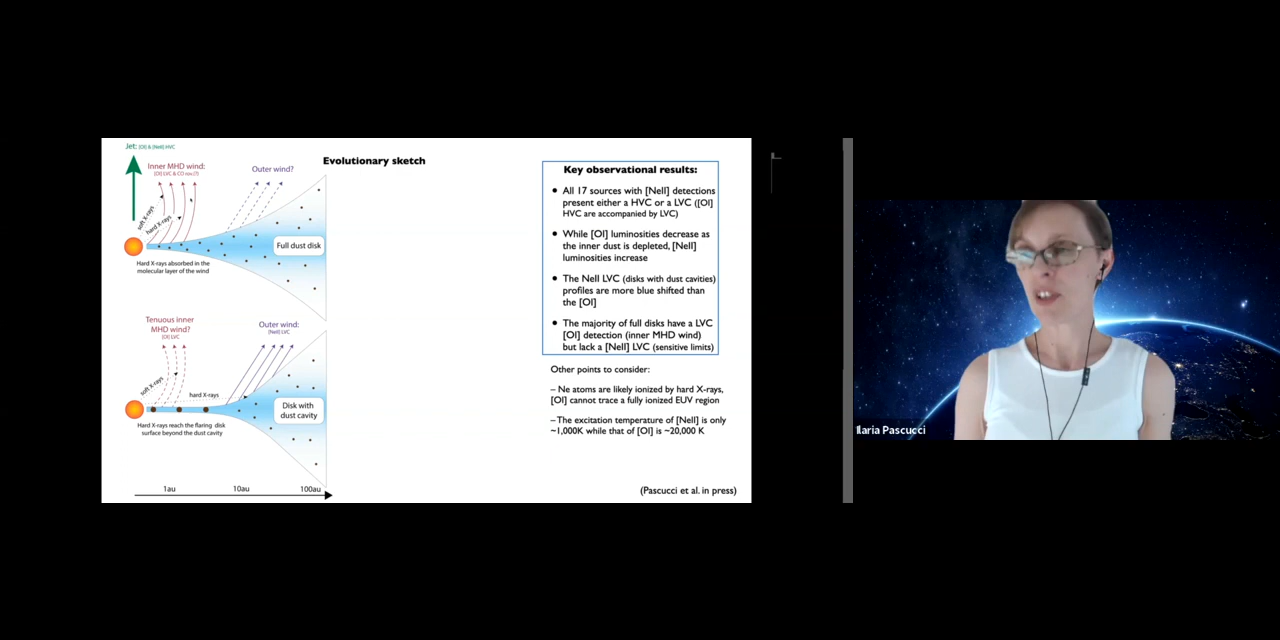 Jet: [OI] & [NeII] HVC
Inner MHD wind:
[OI] LVC & CO rovJ?)
Outer wind?
Evolutionary sketch
soft X-rays
hard X-rays
Full dust disk
Hard X-rays absorbed in the
molecular layer of the wind
Tenuous inner
MHD wind?
[OI] LVC
Outer wind:
[NeII] LVC
soft X-rays
hard X-rays
Disk with
dust cavity
Hard X-rays reach the flaring disk
surface beyond the dust cavity
1au
10au
100au
Key observational results:
• All 17 sources with [NeII] detections
present either a HVC or a LVC ([OI]
HVC are accompanied by LVC)
• While [OI] luminosities decrease as
the inner dust is depleted, [NeII]
luminosities increase
• The NeII LVC (disks with dust cavities)
profiles are more blue shifted than
the [OI]
• The majority of full disks have a LVC
[OI] detection (inner MHD wind)
but lack a [NeII] LVC (sensitive limits)
Other points to consider:
– Ne atoms are likely ionized by hard X-rays,
[OI] cannot trace a fully ionized EUV region
– The excitation temperature of [NeII] is only
~1,000K while that of [OI] is ~20,000 K
(Pascucci et al. in press)
Ilaria Pascucci